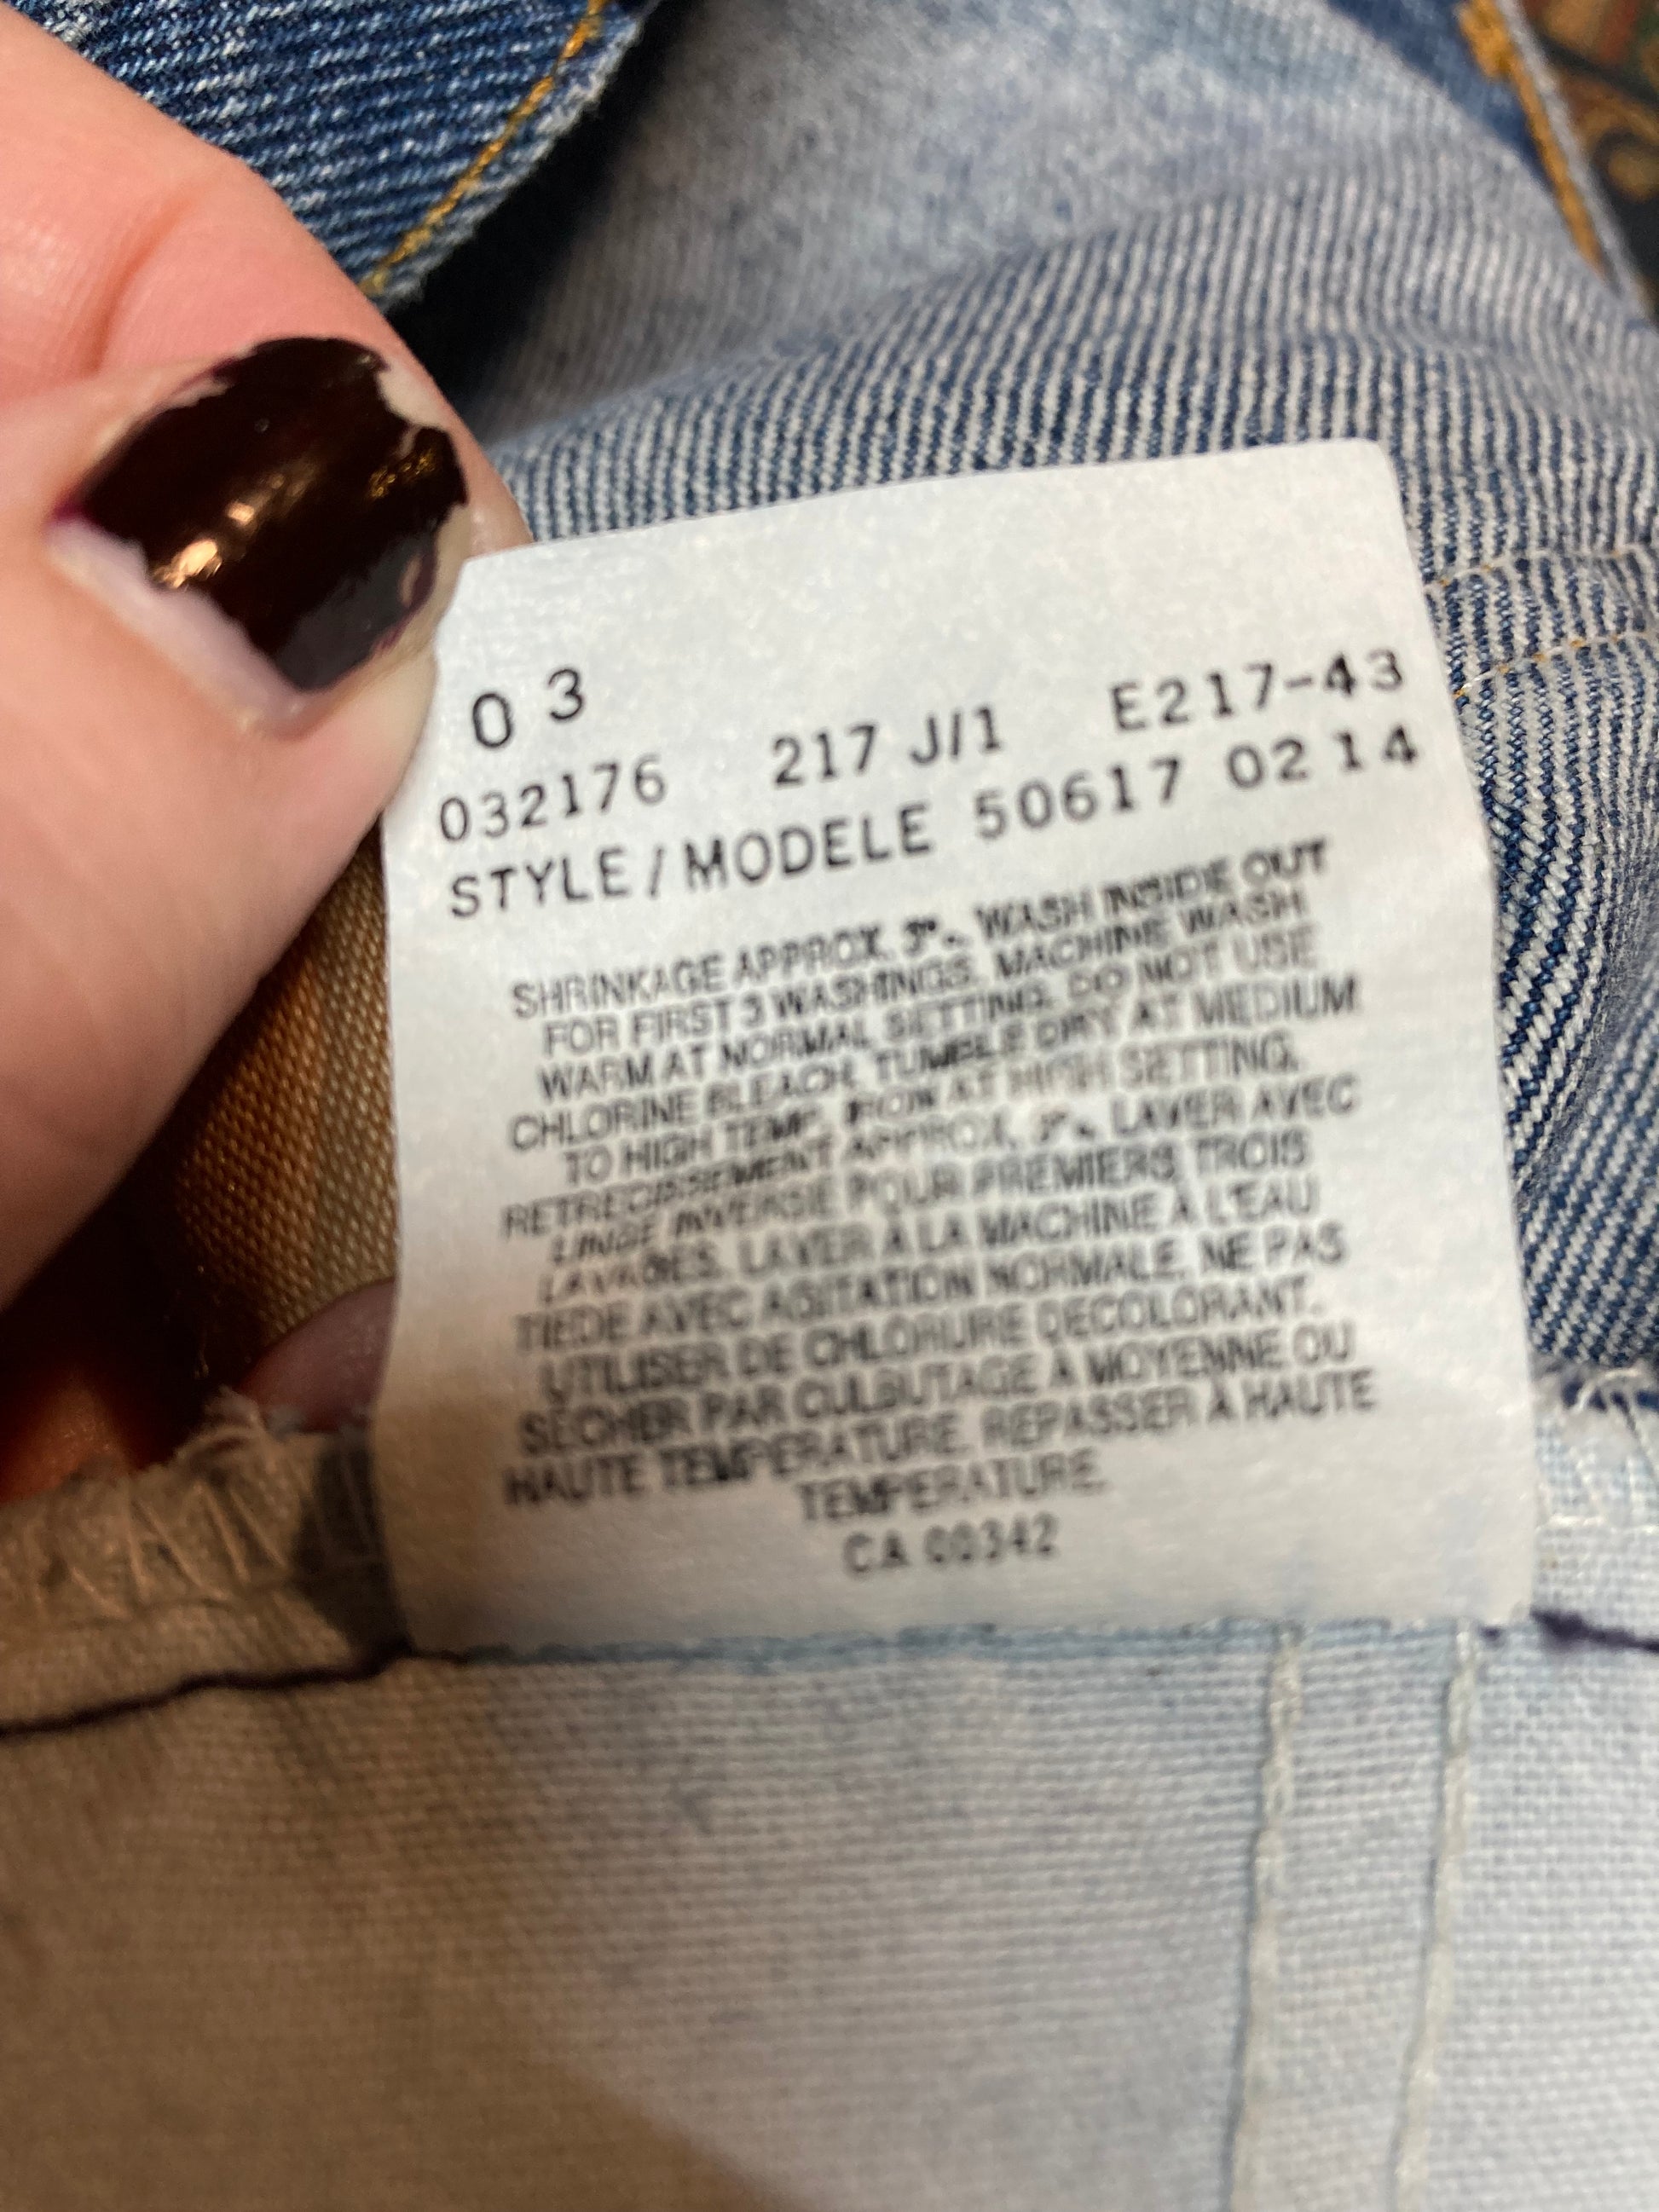 03
032176 217 J/1 E217-43
STYLE/MODELE 50617 0214
SHRINKAGE APPROX. 3%. WASH INSIDE OUT
FOR FIRST 3 WASHINGS. MACHINE WASH
WARM AT NORMAL SETTING. DO NOT USE
CHLORINE BLEACH. TUMBLE DRY AT MEDIUM
TO HIGH TEMP. IRON AT HIGH SETTING.
RETRECISSEMENT APPROX. 3%. LAVER AVEC
LINGE INVERSE POUR PREMIERS TROIS
LAVAGES. LAVER À LA MACHINE À L'EAU
TIEDE AVEC AGITATION NORMALE. NE PAS
UTILISER DE CHLORURE DECOLORANT.
SÉCHER PAR CULBUTAGE À MOYENNE OU
HAUTE TEMPERATURE. REPASSER À HAUTE
TEMPERATURE.
CA 00342